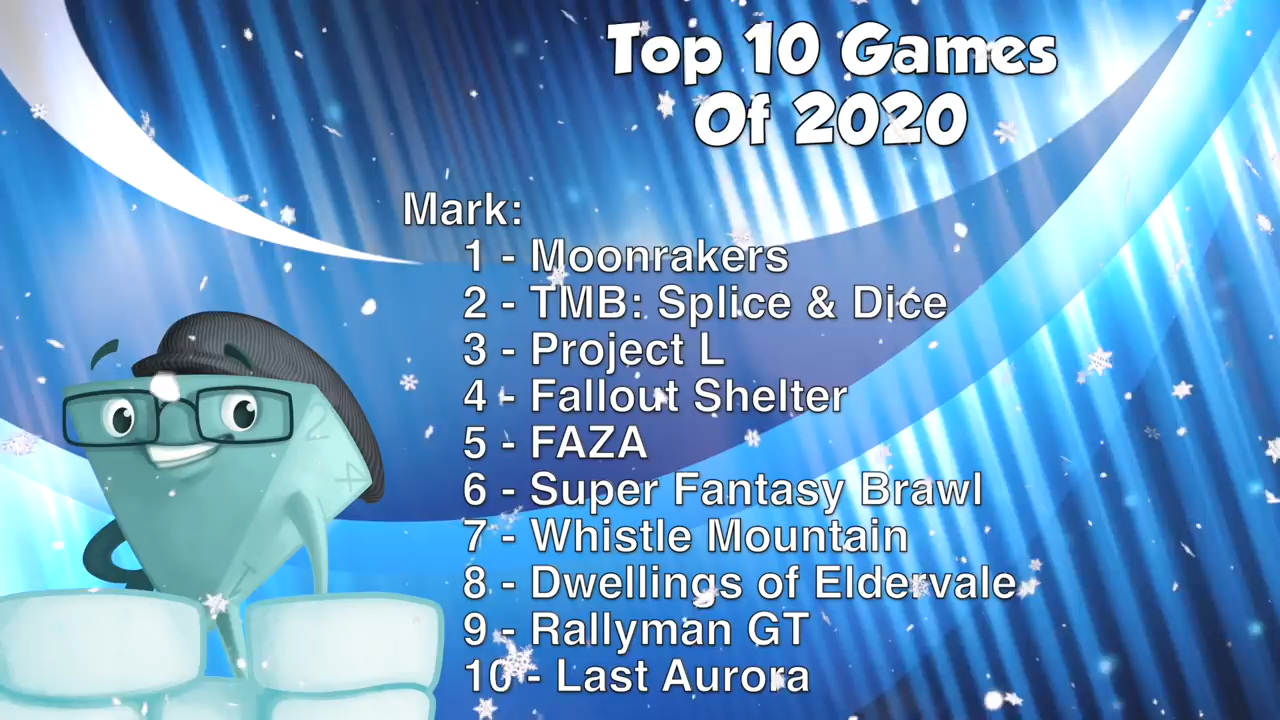 Top 10 Games
Of 2020
Mark:
1 - Moonrakers
2 - TMB: Splice & Dice
3 - Project L
4 - Fallout Shelter
5 - FAZA
6 - Super Fantasy Brawl
7 - Whistle Mountain
8 - Dwellings of Eldervale
9 - Rallyman GT
10 - Last Aurora